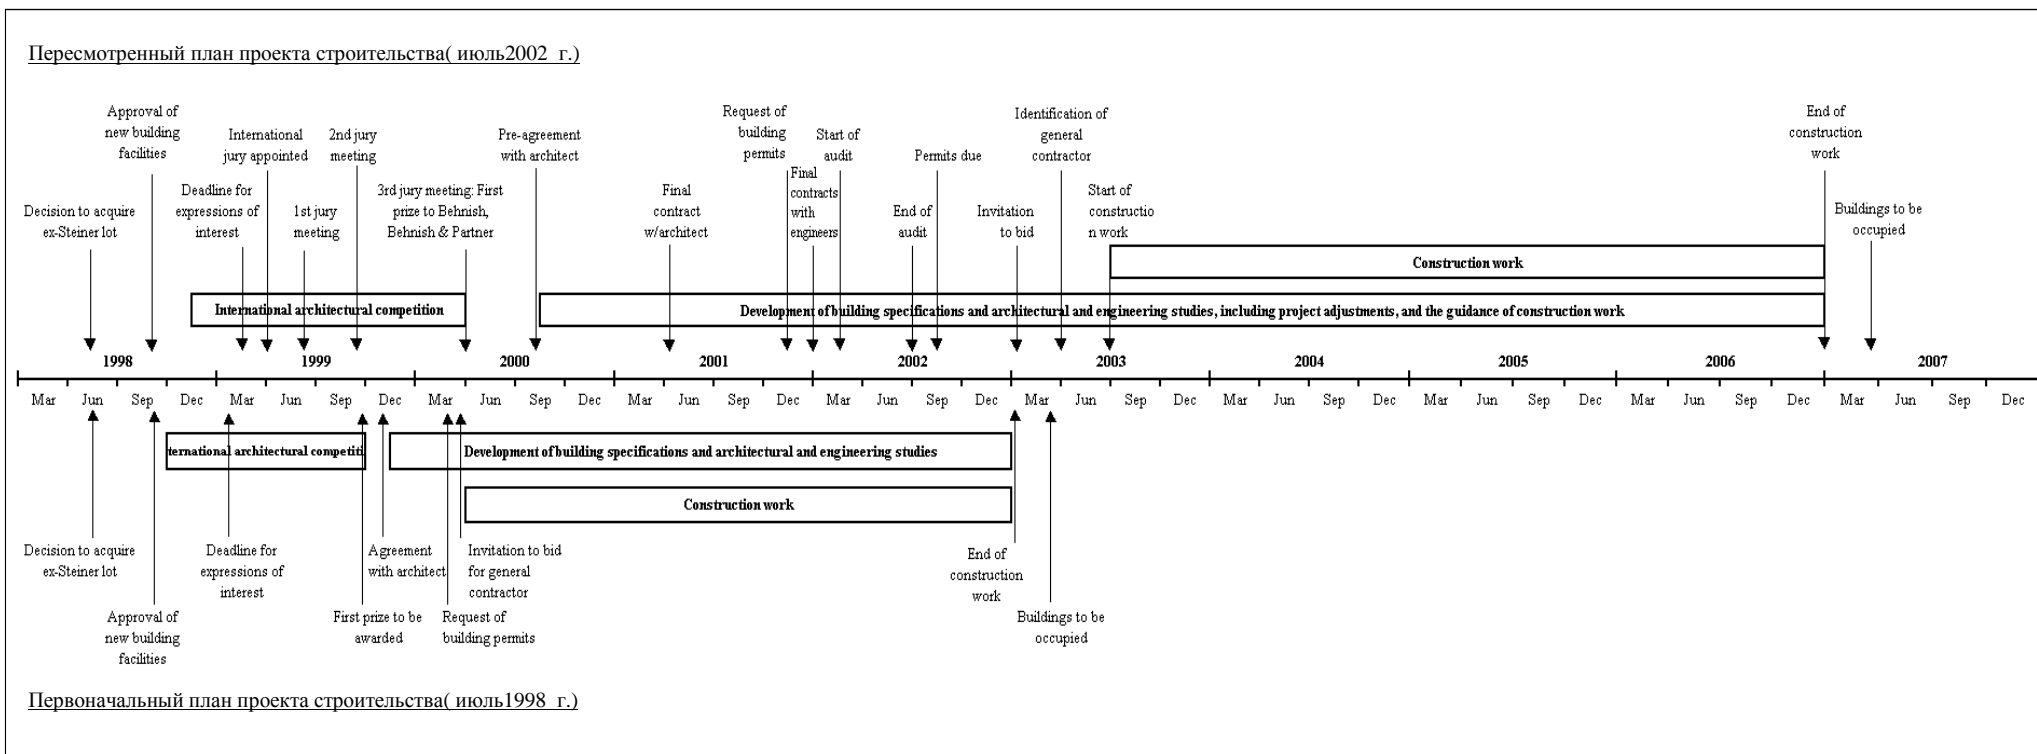 Пересмотренный план проекта строительства( июль2002 г.)
Approval of
new building
facilities
International
jury appointed
2nd jury
meeting
Pre-agreement
with architect
Request of
building
permits
Start of
audit
Permits due
Identification of
general
contractor
End of
construction
work
Decision to acquire
ex-Steiner lot
Deadline for
expressions of
interest
1st jury
meeting
3rd jury meeting: First
prize to Behnish,
Behnish & Partner
Final
contract
w/architect
Final
contracts
with
engineers
End of
audit
Invitation
to bid
Start of
constructio
n work
Buildings to be
occupied
Construction work
International architectural competition
Development of building specifications and architectural and engineering studies, including project adjustments, and the guidance of construction work
1998 1999 2000 2001 2002 2003 2004 2005 2006 2007
Mar Jun Sep Dec Mar Jun Sep Dec Mar Jun Sep Dec Mar Jun Sep Dec Mar Jun Sep Dec Mar Jun Sep Dec Mar Jun Sep Dec Mar Jun Sep Dec Mar Jun Sep Dec Mar Jun Sep Dec
ternational architectural competiti
Development of building specifications and architectural and engineering studies
Construction work
Decision to acquire
ex-Steiner lot
Deadline for
expressions of
interest
Agreement
with architect
Invitation to bid
for general
contractor
End of
construction
work
Approval of
new building
facilities
First prize to be
awarded
Request of
building permits
Buildings to be
occupied
Первоначальный план проекта строительства( июль1998 г.)